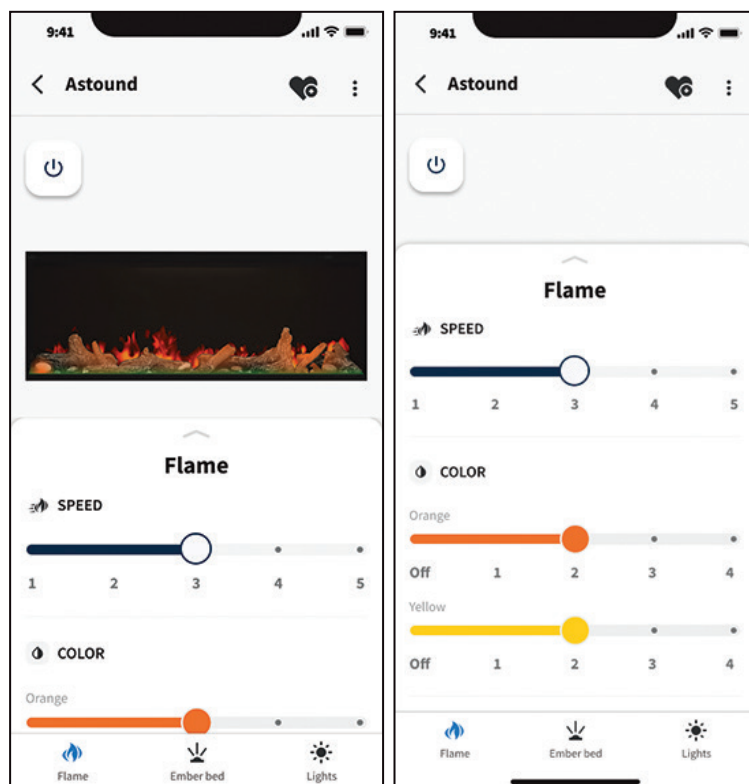 9:41
Astound
Flame
SPEED
1 2 3 4 5
COLOR
Orange
Flame Ember bed Lights
9:41
Astound
Flame
SPEED
1 2 3 4 5
COLOR
Orange
Off 1 2 3 4
Yellow
Off 1 2 3 4
Flame Ember bed Lights